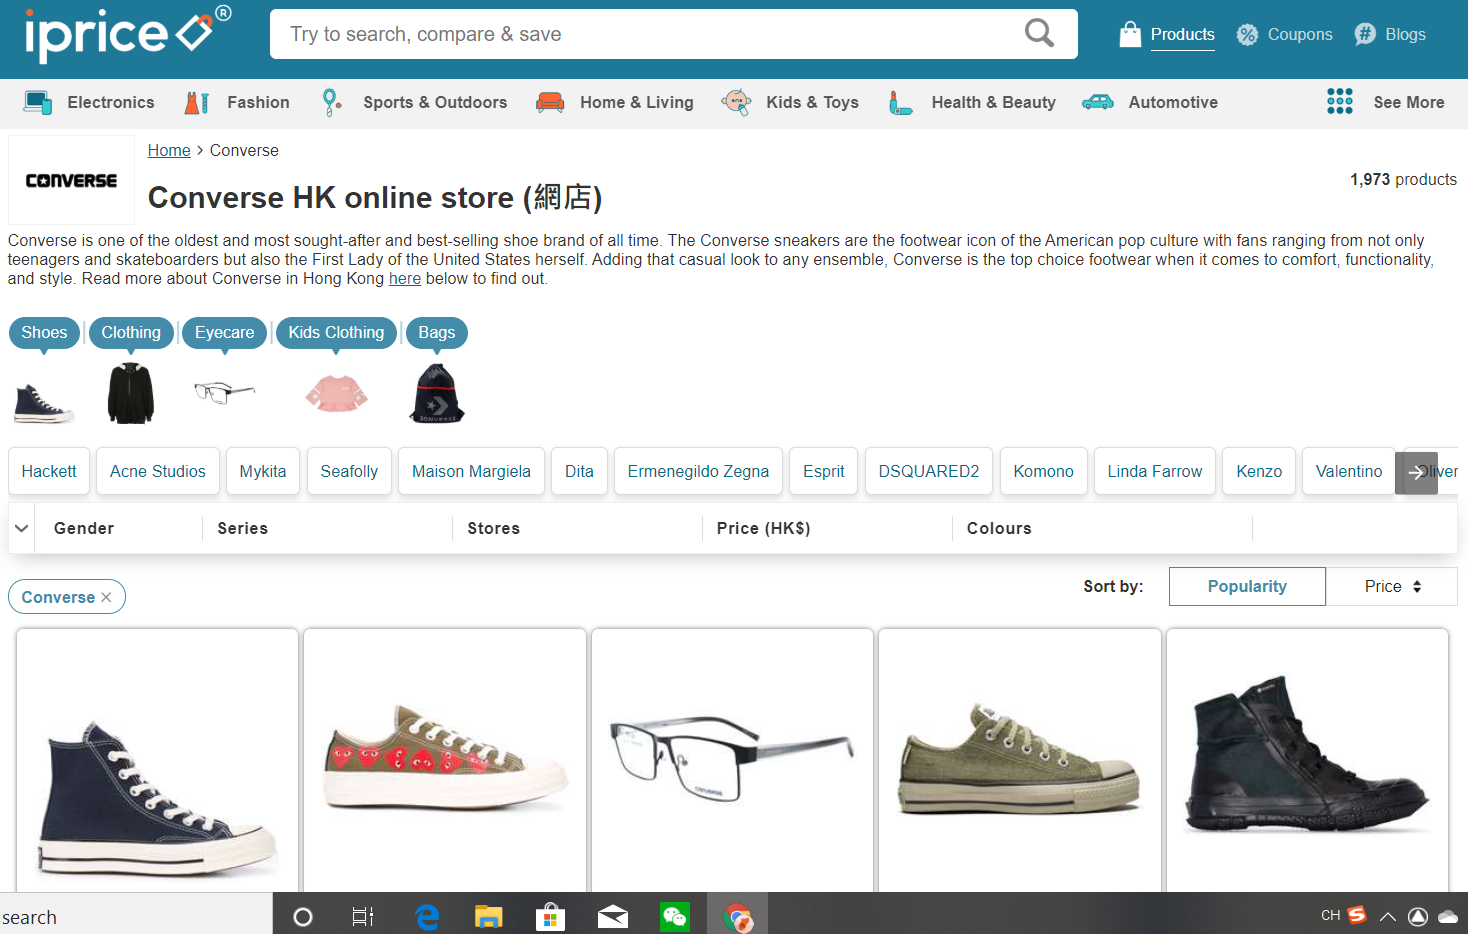 iprice ®
Try to search, compare & save
Products
Coupons
Blogs
Electronics
Fashion
Sports & Outdoors
Home & Living
Kids & Toys
Health & Beauty
Automotive
See More
CONVERSE
Home > Converse
Converse HK online store (網店)
1,973 products
Converse is one of the oldest and most sought-after and best-selling shoe brand of all time. The Converse sneakers are the footwear icon of the American pop culture with fans ranging from not only
teenagers and skateboarders but also the First Lady of the United States herself. Adding that casual look to any ensemble, Converse is the top choice footwear when it comes to comfort, functionality,
and style. Read more about Converse in Hong Kong here below to find out.
Shoes
Clothing
Eyecare
Kids Clothing
Bags
CONVERSE
Hackett
Acne Studios
Mykita
Seafolly
Maison Margiela
Dita
Ermenegildo Zegna
Esprit
DSQUARED2
Komono
Linda Farrow
Kenzo
Valentino
Oliver
Gender
Series
Stores
Price (HK$)
Colours
Converse ×
Sort by:
Popularity
Price
CONVERSE
search
CH